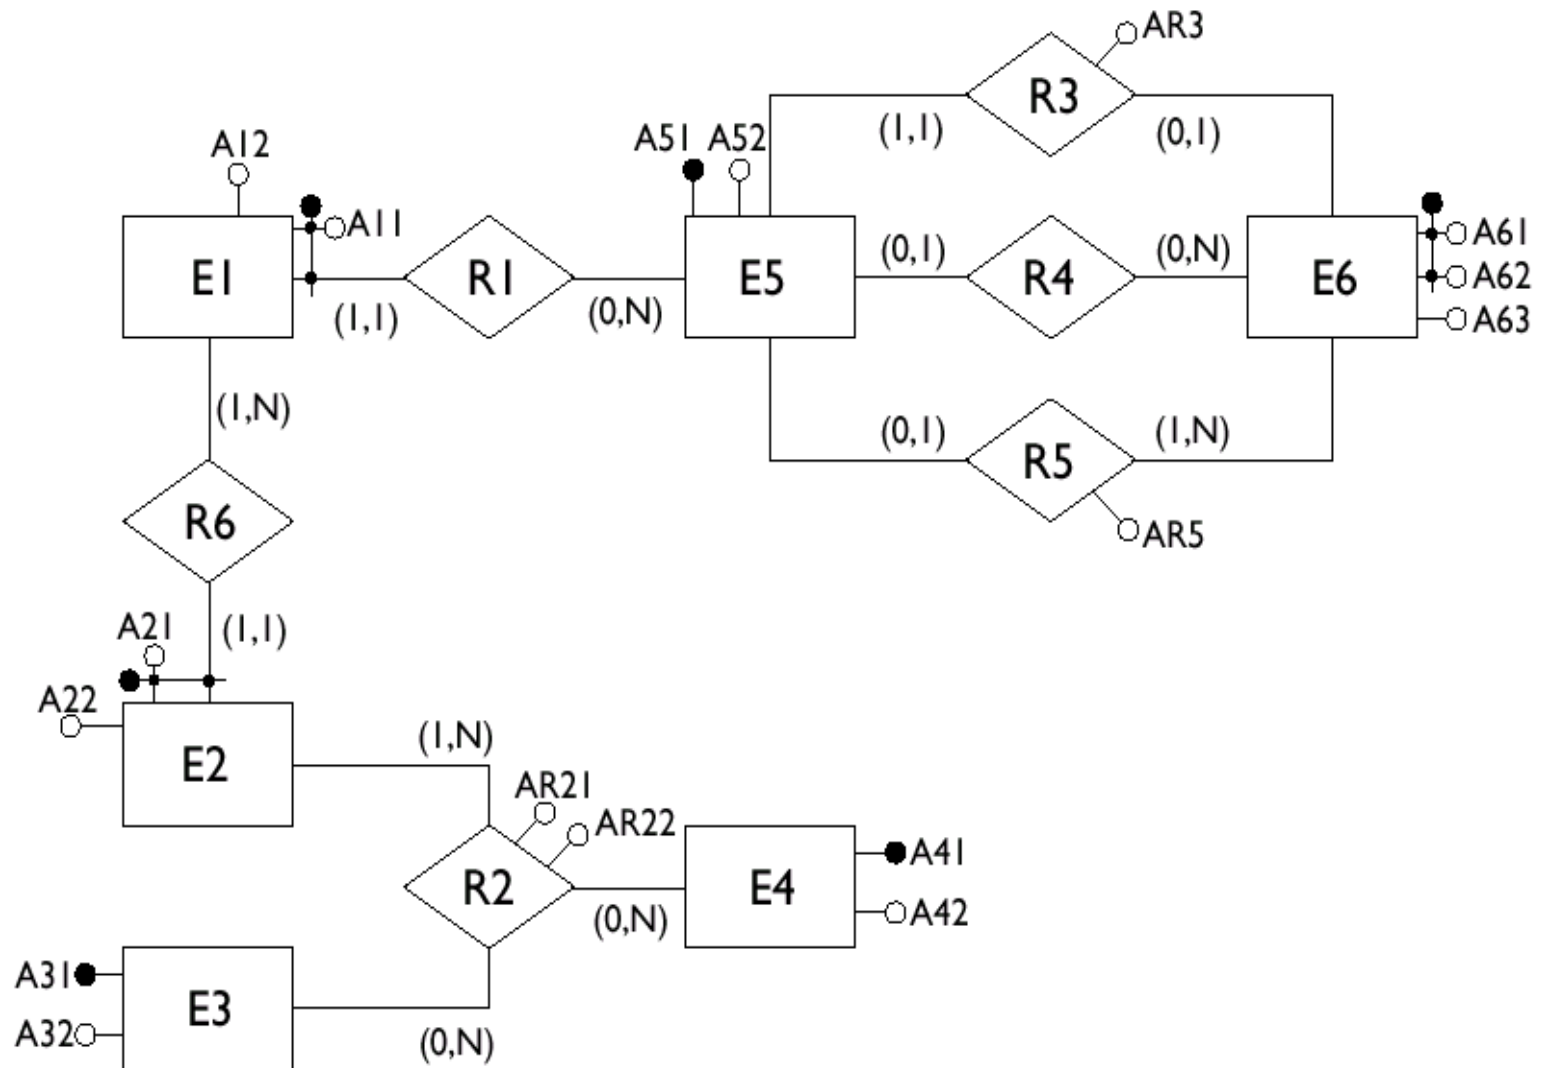 AR3
R3
(1,1)
(0,1)
A12
A51 A52
A11
E1
R1
(1,1)
(0,N)
E5
(0,1)
R4
(0,N)
E6
A61
A62
A63
(1,N)
(0,1)
R5
(1,N)
AR5
R6
A21
(1,1)
A22
E2
(1,N)
AR21
AR22
R2
(0,N)
E4
A41
A42
A31
A32
E3
(0,N)